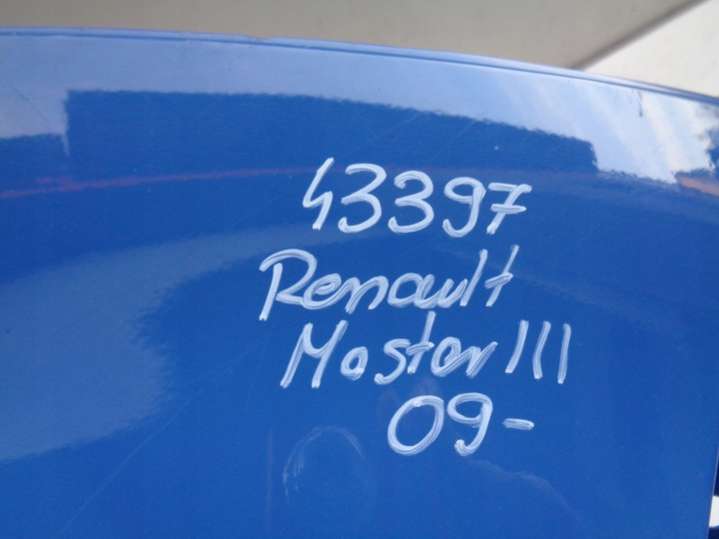 43397
Renault
Master III
09-